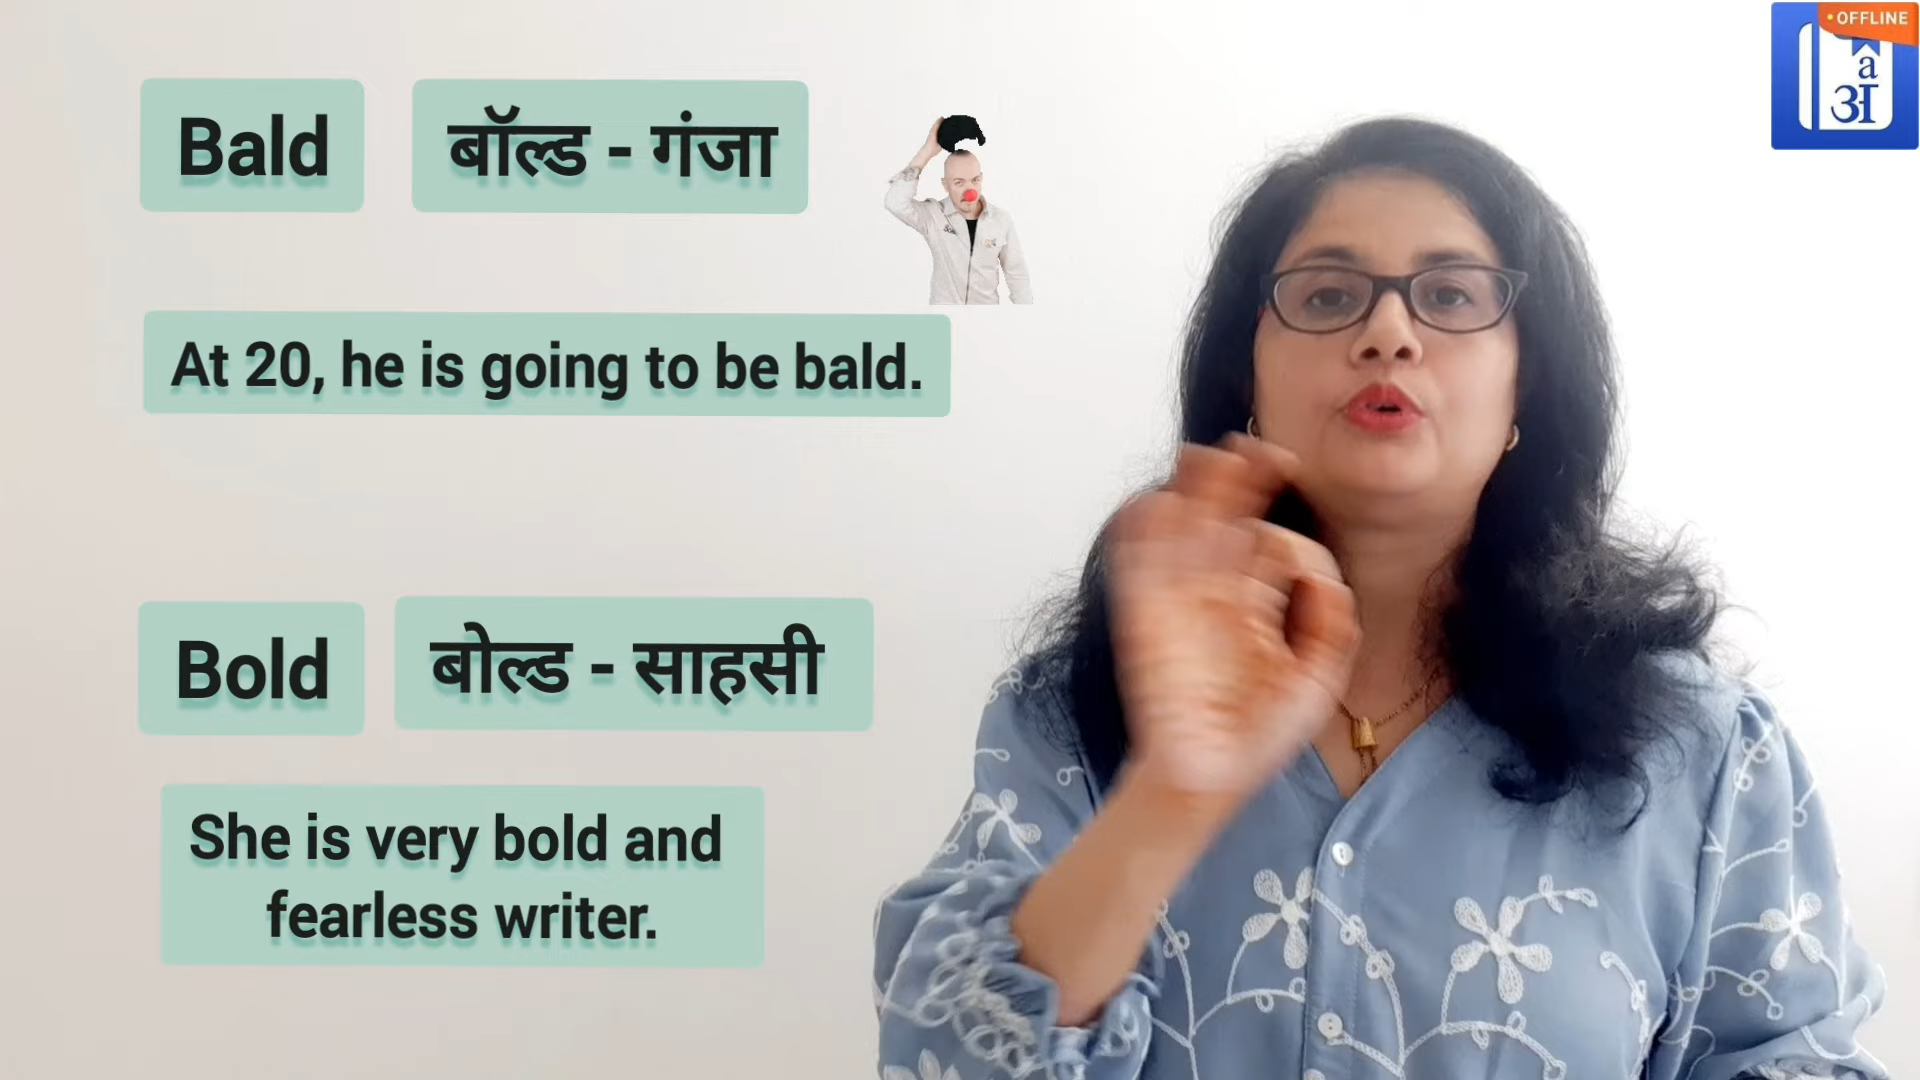 OFFLINE
a
अ
Bald
बॉल्ड - गंजा
At 20, he is going to be bald.
Bold
बोल्ड - साहसी
She is very bold and
fearless writer.